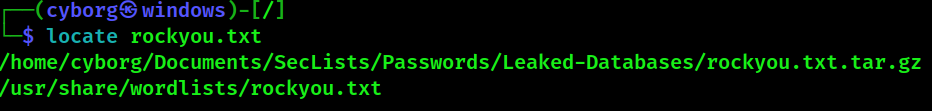 ┌──(cyborg㉿windows)-[/]
└─$ locate rockyou.txt
/home/cyborg/Documents/SecLists/Passwords/Leaked-Databases/rockyou.txt.tar.gz
/usr/share/wordlists/rockyou.txt